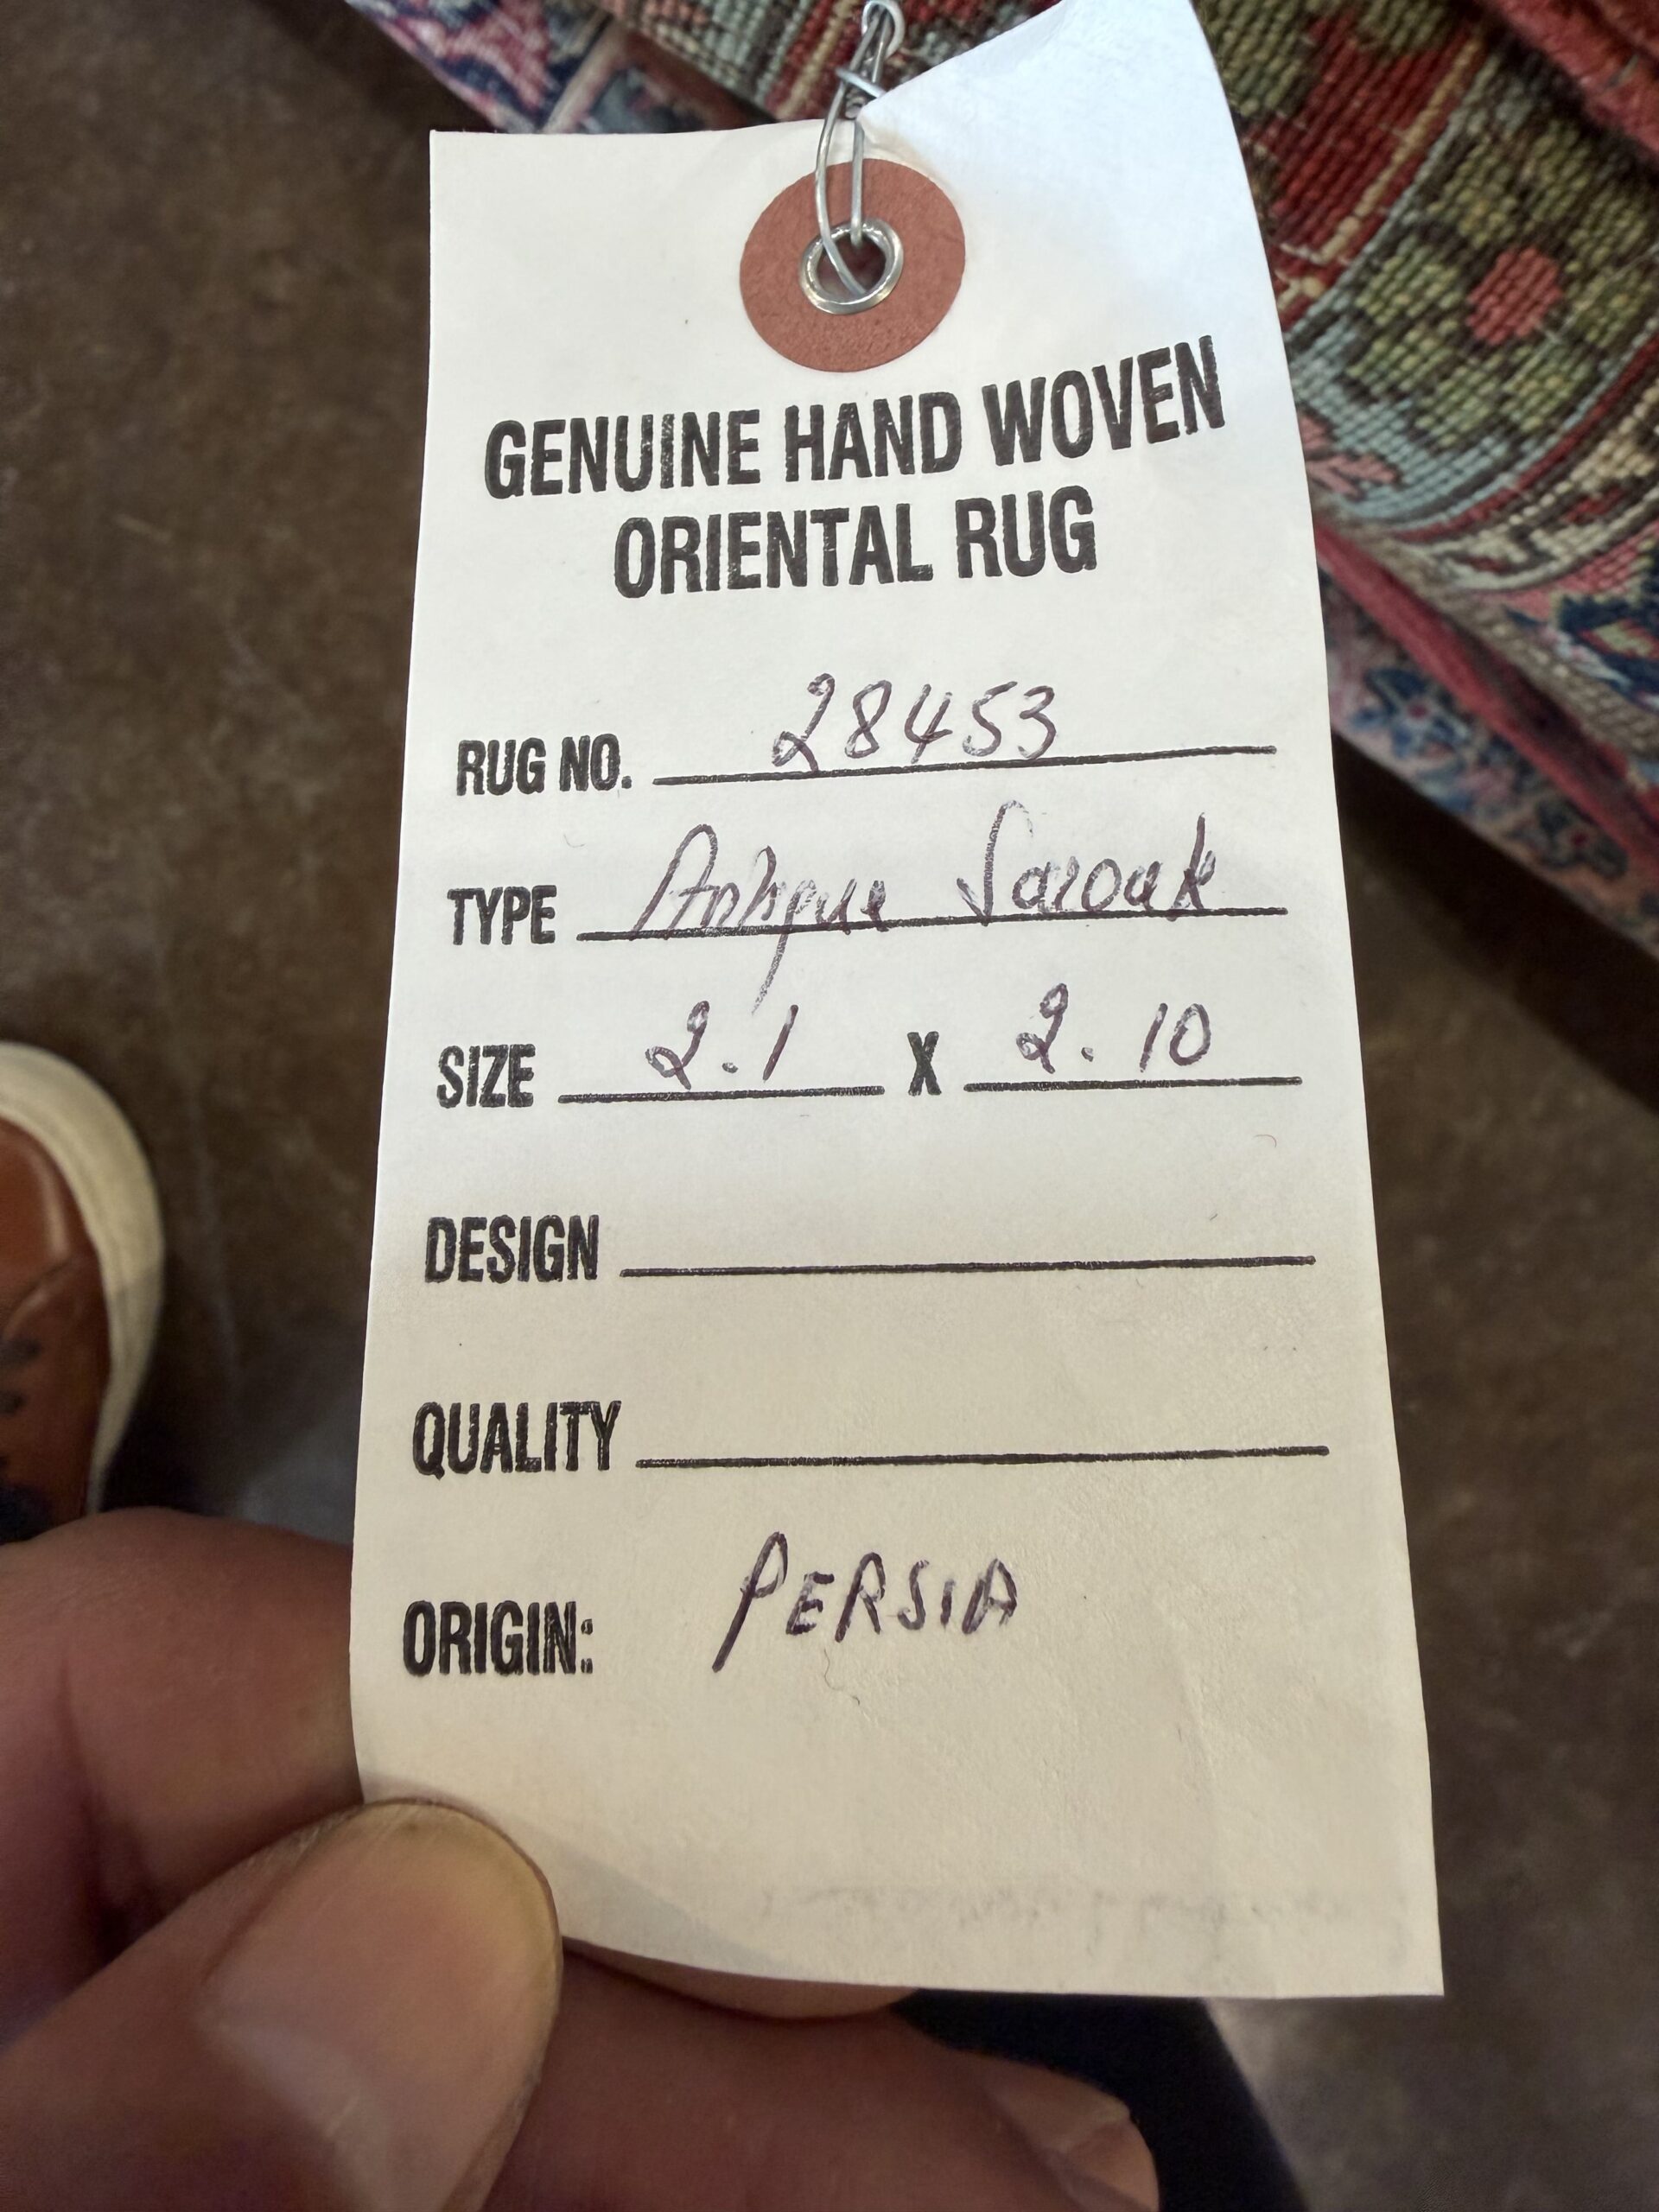 GENUINE HAND WOVEN
ORIENTAL RUG
RUG NO. 28453
TYPE Antique Sarouk
SIZE 2.1 X 2.10
DESIGN
QUALITY
ORIGIN: PERSIA